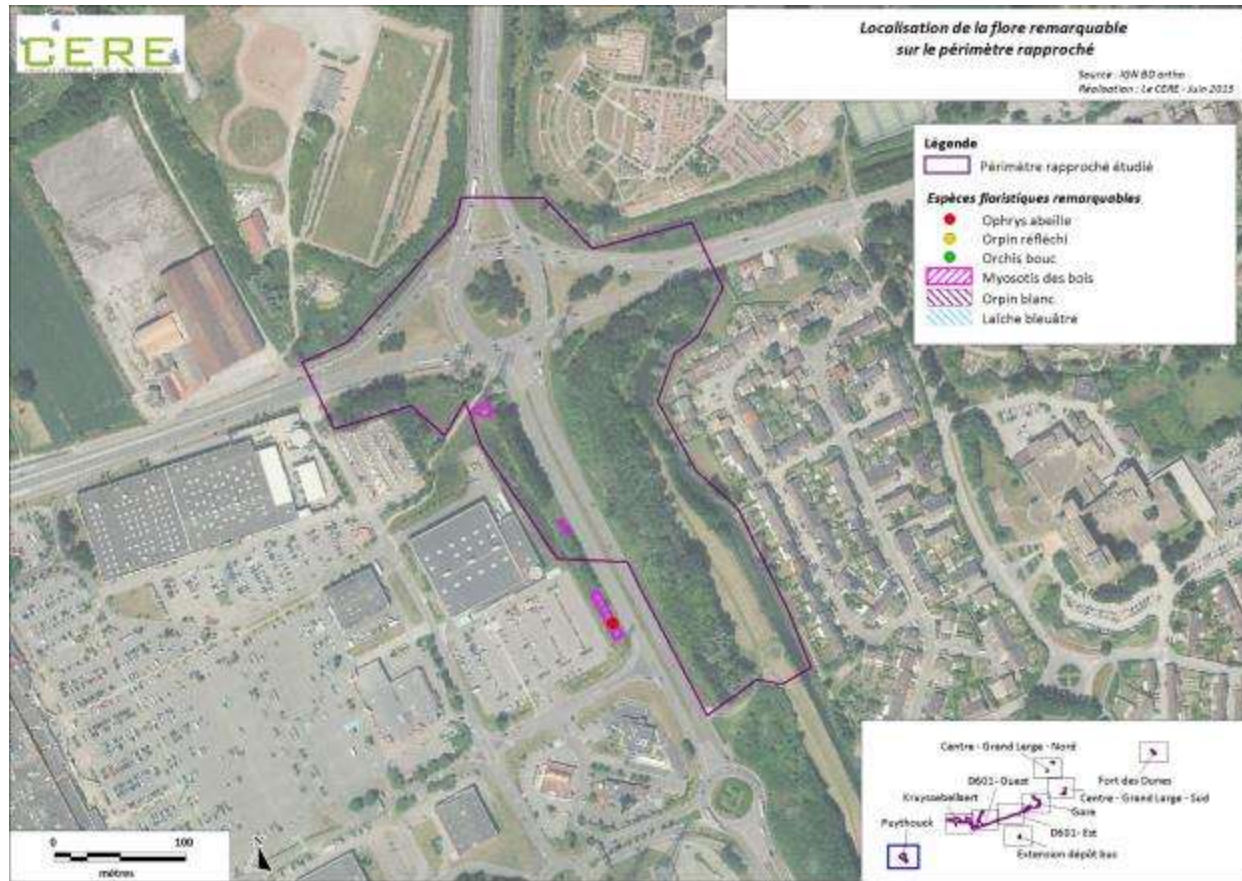 CERE
Localisation de la flore remarquable
sur le périmètre rapproché
Source : IGN BD ortho
Réalisation : Le CERE - Juin 2015
Légende
Périmètre rapproché étudié
Espèces floristiques remarquables
Ophrys abeille
Orpin réfléchi
Orchis bouc
Myosotis des bois
Orpin blanc
Laîche bleuâtre
Centre - Grand Large - Nord
D601- Ouest
Fort des Dunes
Kruyssebellaert
Centre - Grand Large - Sud
Gare
Puythouck
D601- Est
Extension dépôt bus
0 100
mètres
N